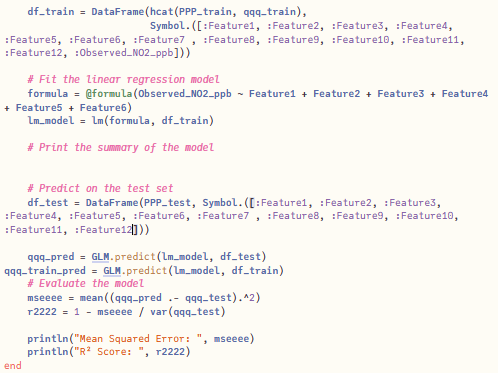 df_train = DataFrame(hcat(PPP_train, qqq_train),
Symbol.([:Feature1, :Feature2, :Feature3, :Feature4,
:Feature5, :Feature6, :Feature7 , :Feature8, :Feature9, :Feature10, :Feature11,
:Feature12, :Observed_NO2_ppb]))
# Fit the linear regression model
formula = @formula(Observed_NO2_ppb ~ Feature1 + Feature2 + Feature3 + Feature4
+ Feature5 + Feature6)
lm_model = lm(formula, df_train)
# Print the summary of the model
# Predict on the test set
df_test = DataFrame(PPP_test, Symbol.([:Feature1, :Feature2, :Feature3,
:Feature4, :Feature5, :Feature6, :Feature7 , :Feature8, :Feature9, :Feature10,
:Feature11, :Feature12]))
qqq_pred = GLM.predict(lm_model, df_test)
qqq_train_pred = GLM.predict(lm_model, df_train)
# Evaluate the model
mseeee = mean((qqq_pred .- qqq_test).^2)
r2222 = 1 - mseeee / var(qqq_test)
println("Mean Squared Error: ", mseeee)
println("R² Score: ", r2222)
end